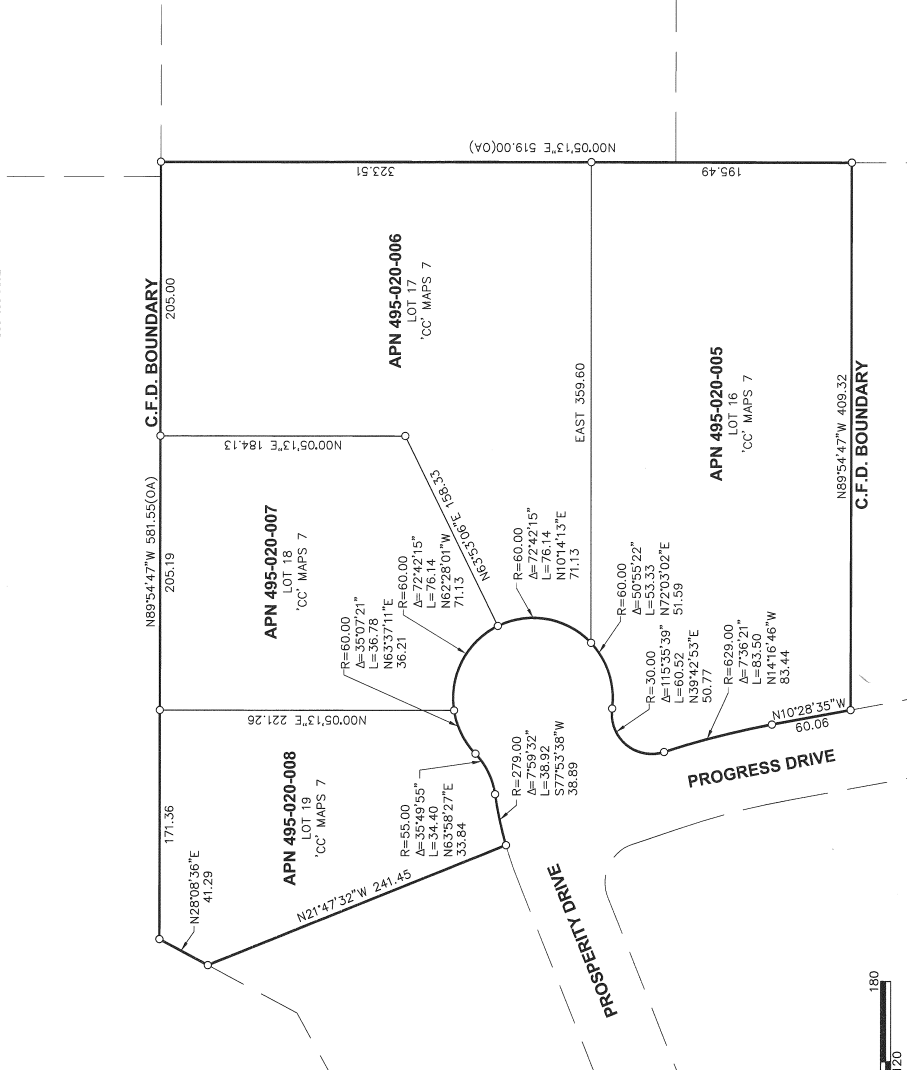 C.F.D. BOUNDARY
N89°54'47"W 581.55(OA)
205.00
205.19
171.36
N28°08'36"E
41.29
N00°05'13"E 519.00(OA)
323.51
195.49
APN 495-020-006
LOT 17
'CC' MAPS 7
N00°05'13"E 184.13
N63°53'06"E 158.33
APN 495-020-007
LOT 18
'CC' MAPS 7
N00°05'13"E 221.26
APN 495-020-008
LOT 19
'CC' MAPS 7
N21°47'32"W 241.45
R=60.00
Δ=35°07'21"
L=36.78
N63°37'11"E
36.21
R=60.00
Δ=72°42'15"
L=76.14
N62°28'01"W
71.13
R=60.00
Δ=72°42'15"
L=76.14
N10°14'13"E
71.13
R=55.00
Δ=35°49'55"
L=34.40
N63°58'27"E
33.84
R=279.00
Δ=7°59'32"
L=38.92
S77°53'38"W
38.89
EAST 359.60
APN 495-020-005
LOT 16
'CC' MAPS 7
R=60.00
Δ=50°55'22"
L=53.33
N72°03'02"E
51.59
R=30.00
Δ=115°35'39"
L=60.52
N39°42'53"E
50.77
R=629.00
Δ=7°36'21"
L=83.50
N14°16'46"W
83.44
N10°28'35"W
60.06
N89°54'47"W 409.32
C.F.D. BOUNDARY
PROGRESS DRIVE
PROSPERITY DRIVE
180
120